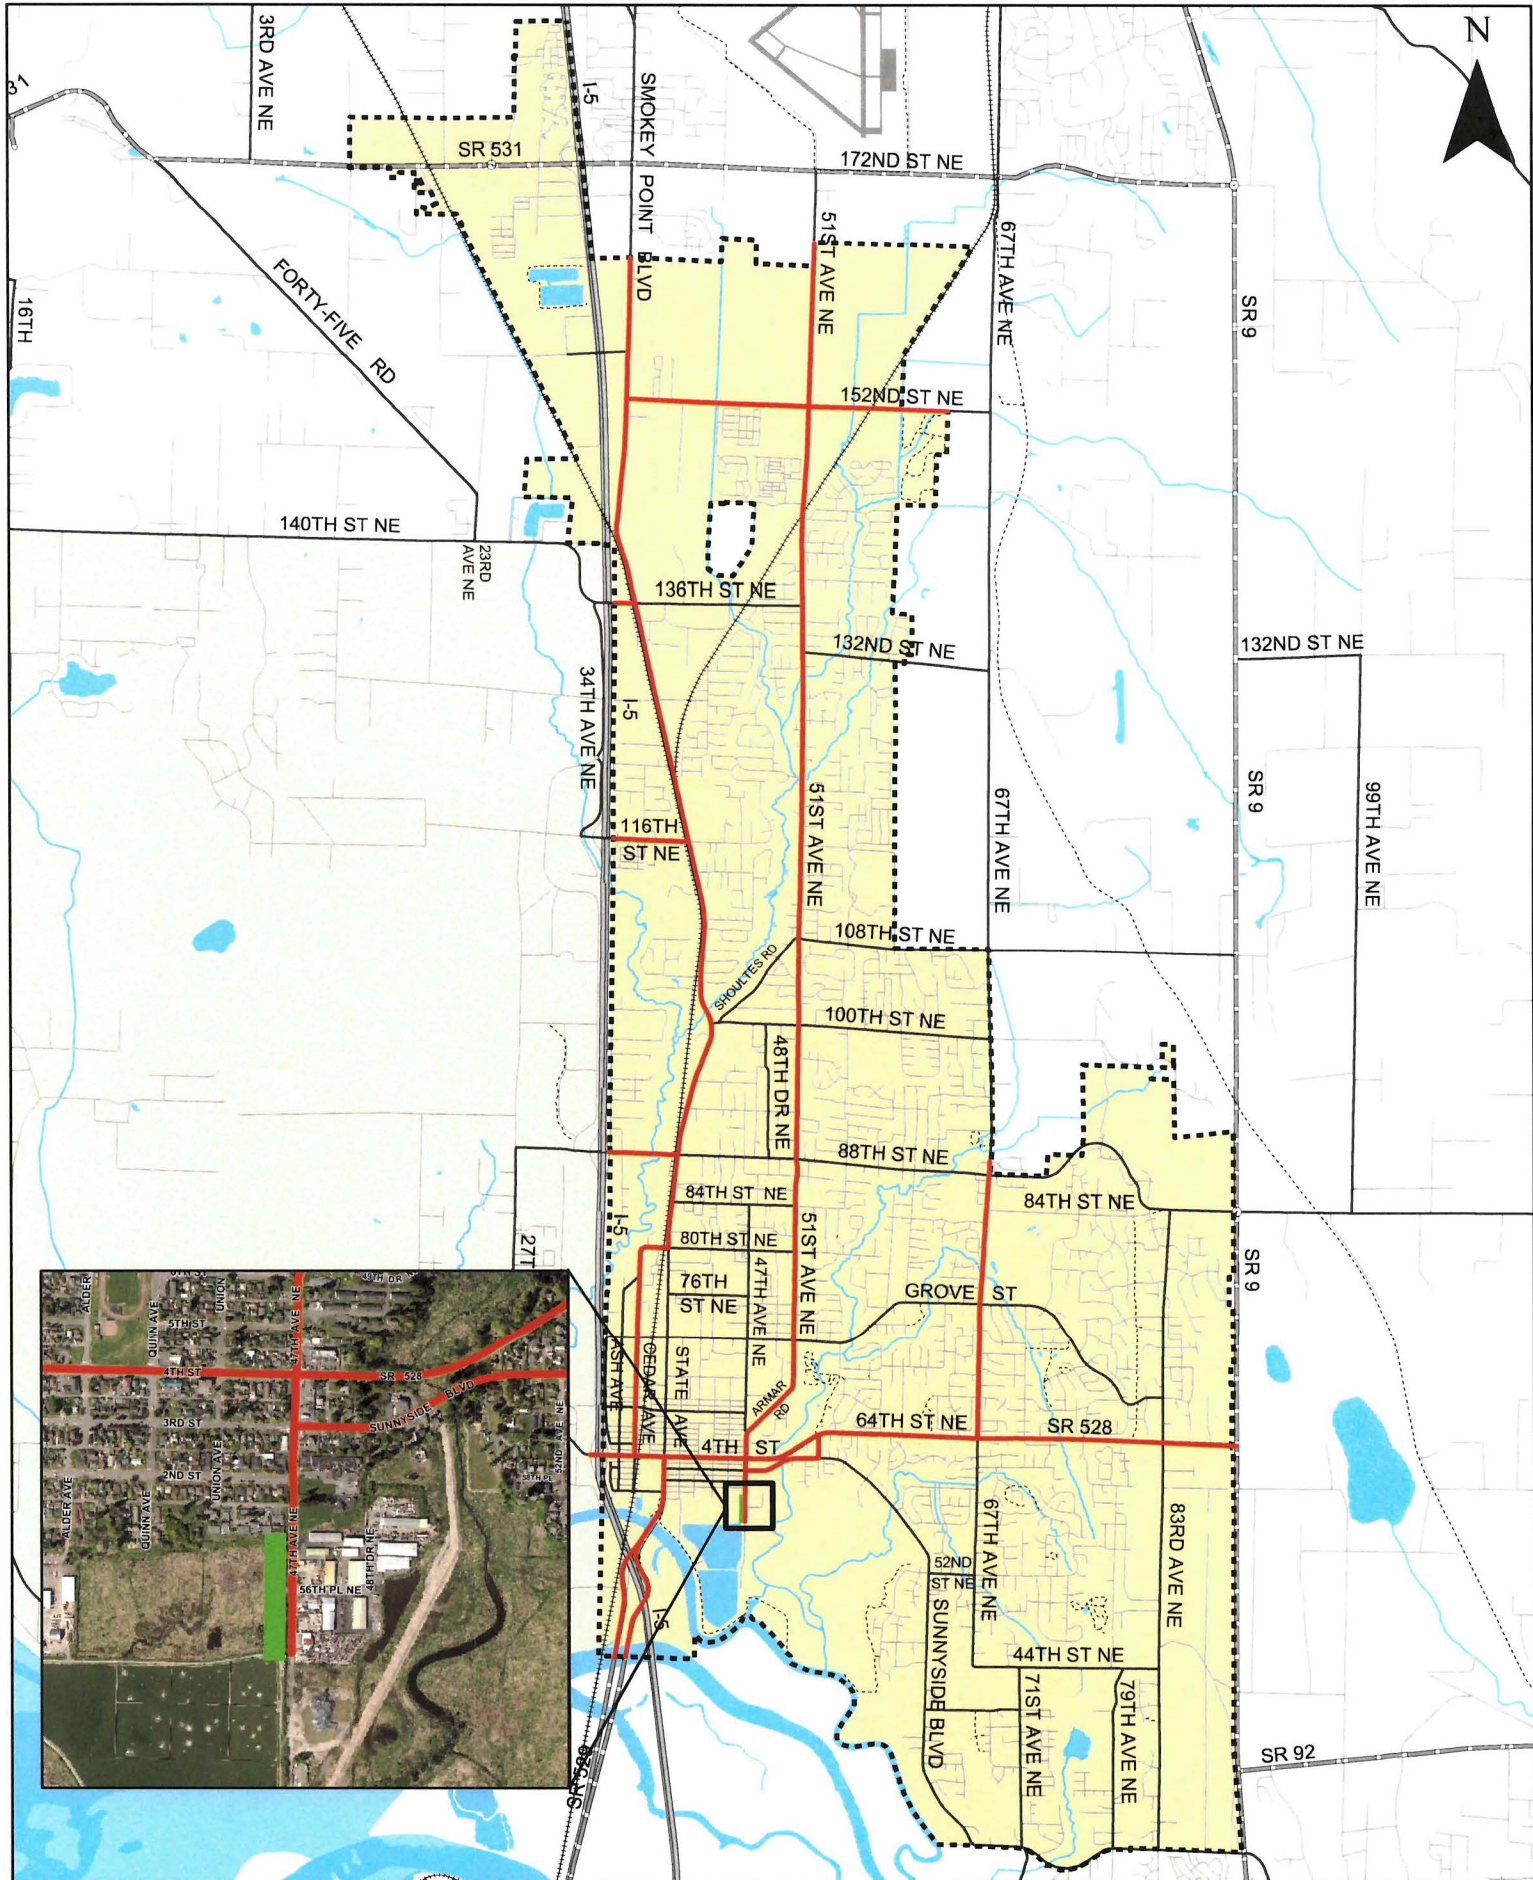 N
3RD AVE NE
I-5
SMOKEY POINT BLVD
31
SR 531
172ND ST NE
51ST AVE NE
67TH AVE NE
FORTY-FIVE RD
16TH
SR 9
152ND ST NE
140TH ST NE
23RD
AVE NE
136TH ST NE
132ND ST NE
132ND ST NE
34TH AVE NE
I-5
51ST AVE NE
67TH AVE NE
SR 9
99TH AVE NE
116TH
ST NE
108TH ST NE
SHOULTES RD
100TH ST NE
48TH DR NE
88TH ST NE
84TH ST NE
84TH ST NE
I-5
51ST AVE NE
80TH ST NE
27T
SR 9
76TH
ST NE
47TH AVE NE
GROVE ST
ASH AVE
CEDAR AVE
STATE AVE
ARMAR
RD
64TH ST NE
SR 528
4TH ST
67TH AVE NE
83RD AVE NE
52ND
ST NE
SUNNYSIDE BLVD
I-5
44TH ST NE
71ST AVE NE
79TH AVE NE
SR 92
SR 529
ALDER
QUINN AVE
UNION
5TH ST
47TH AVE NE
49TH DR
4TH ST
SR 528
SUNNYSIDE BLVD
3RD ST
UNION AVE
2ND ST
52ND AVE NE
58TH PL
ALDER AVE
QUINN AVE
47TH AVE NE
48TH DR NE
56TH PL NE